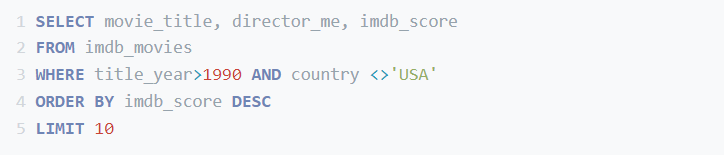 1 SELECT movie_title, director_me, imdb_score
2 FROM imdb_movies
3 WHERE title_year>1990 AND country <>'USA'
4 ORDER BY imdb_score DESC
5 LIMIT 10